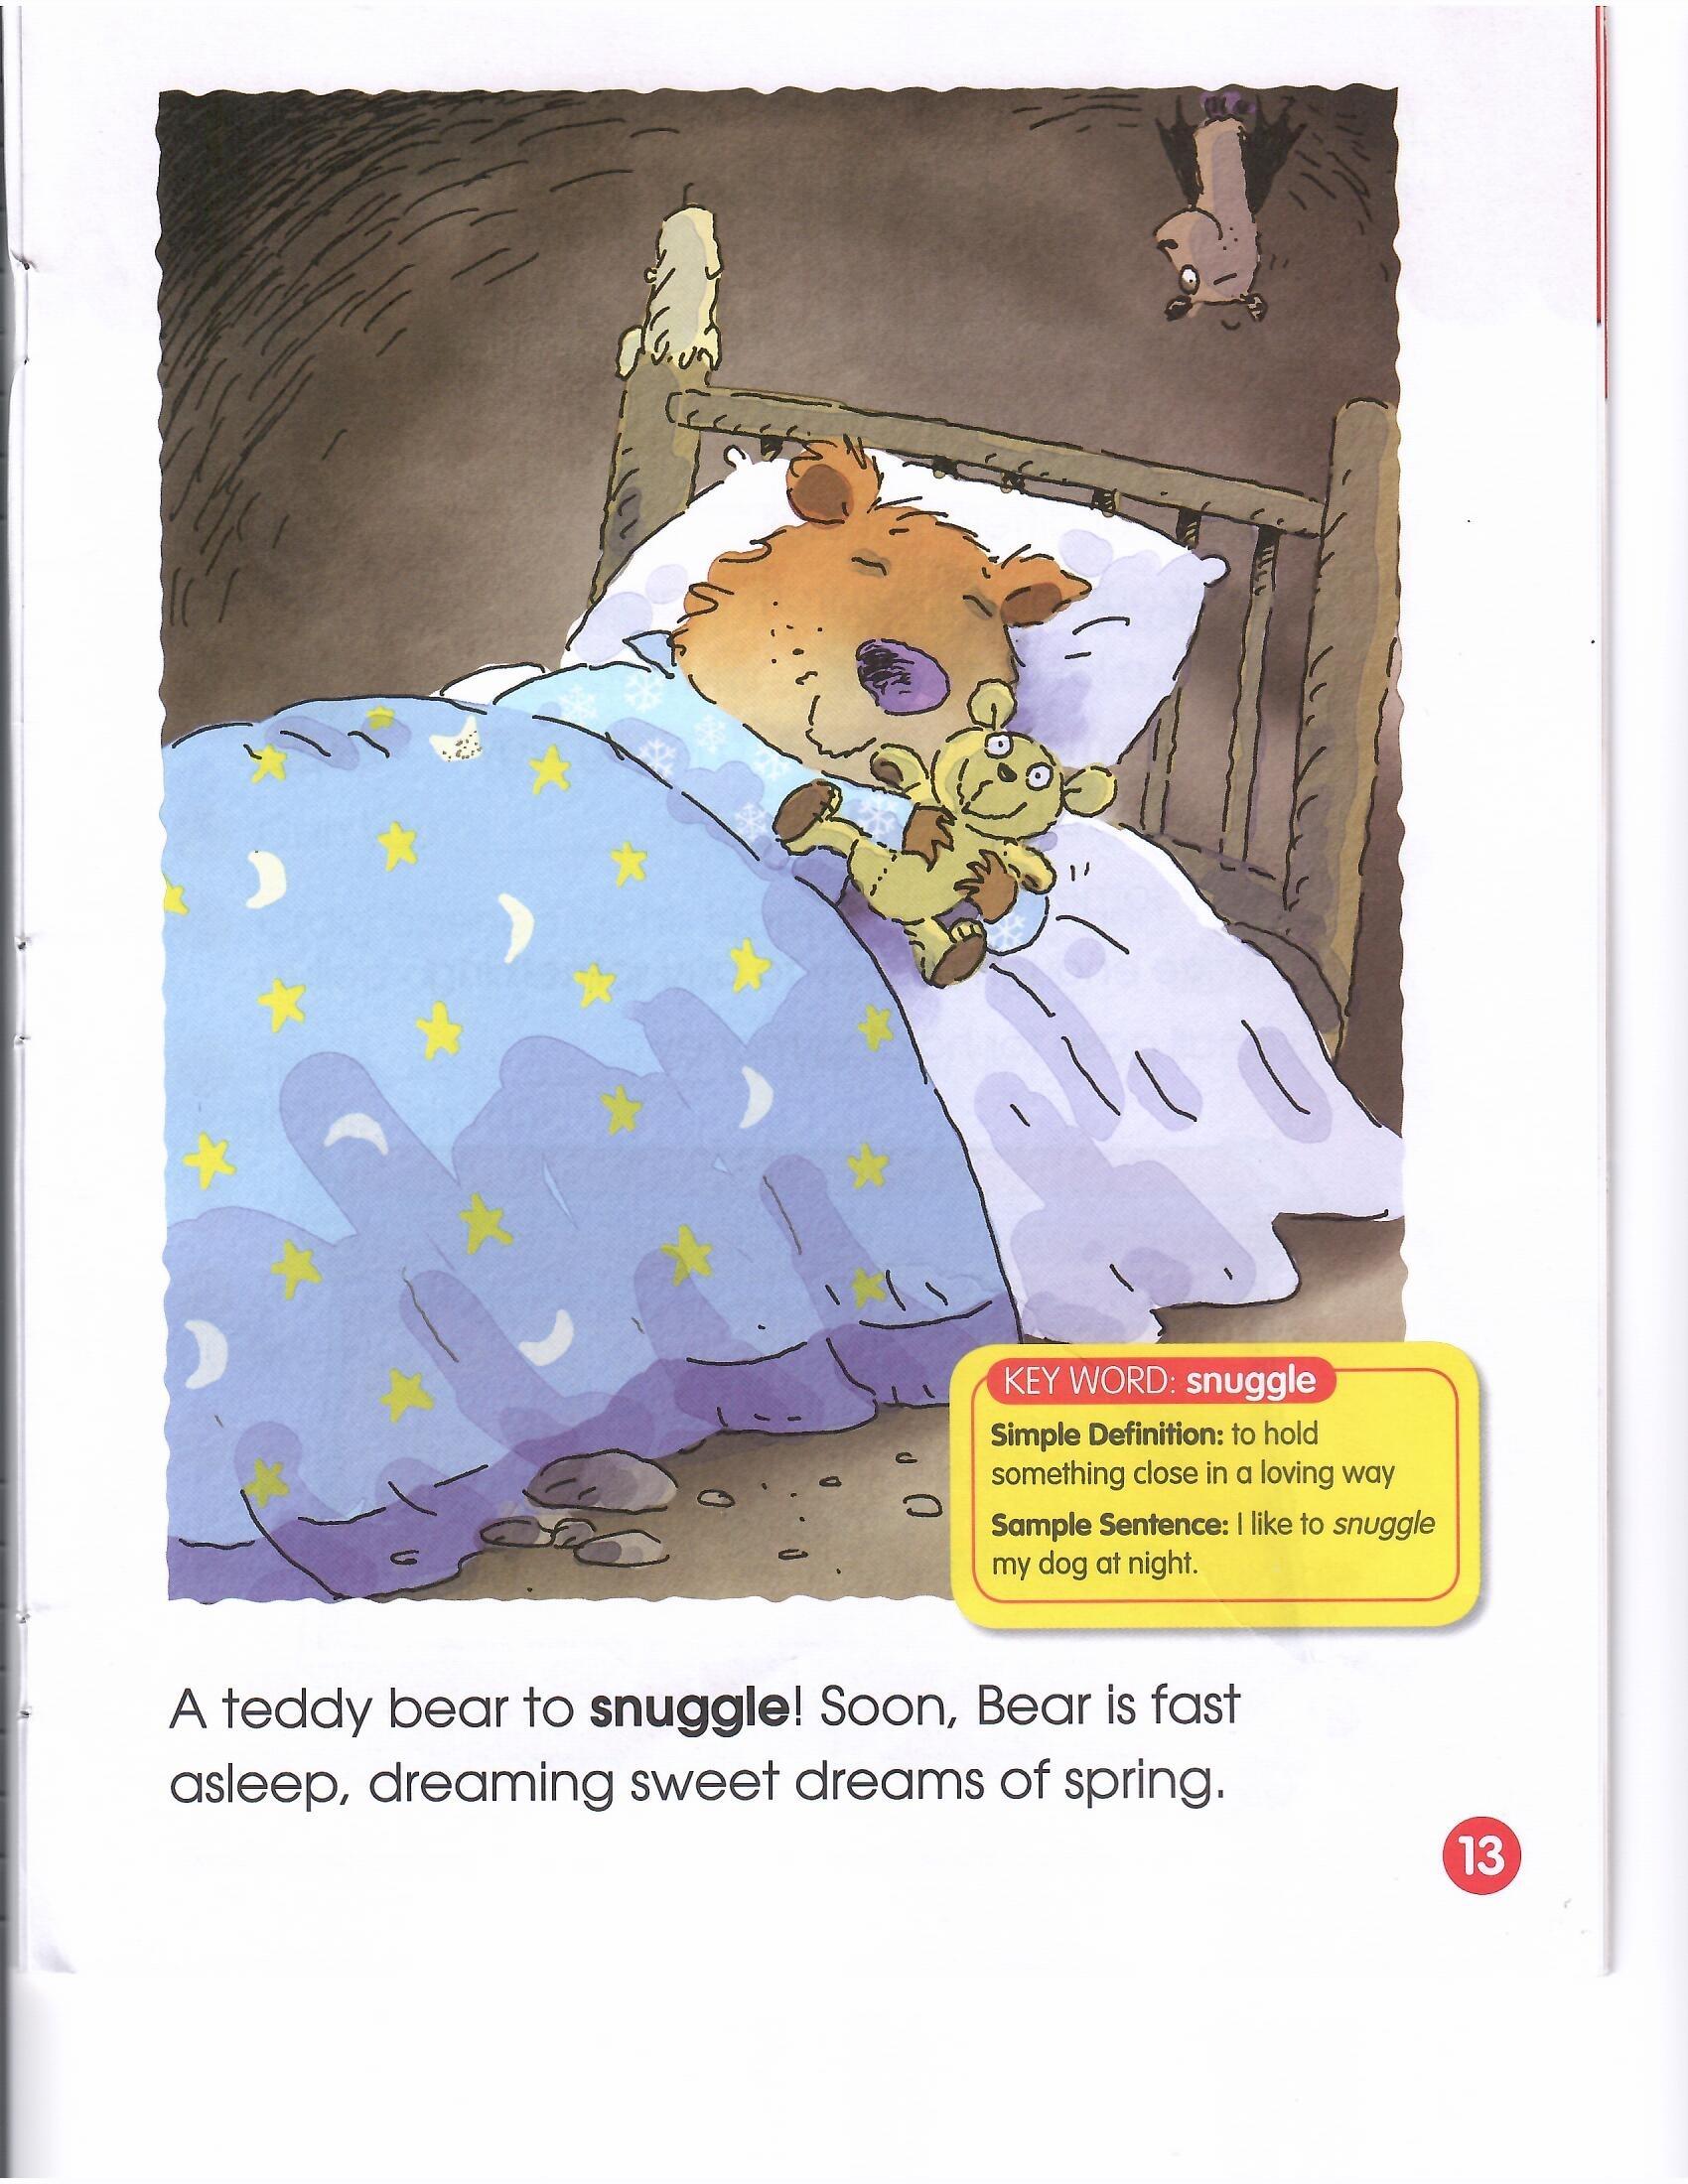 KEY WORD: snuggle
Simple Definition: to hold
something close in a loving way
Sample Sentence: I like to snuggle
my dog at night.
A teddy bear to snuggle! Soon, Bear is fast
asleep, dreaming sweet dreams of spring.
13